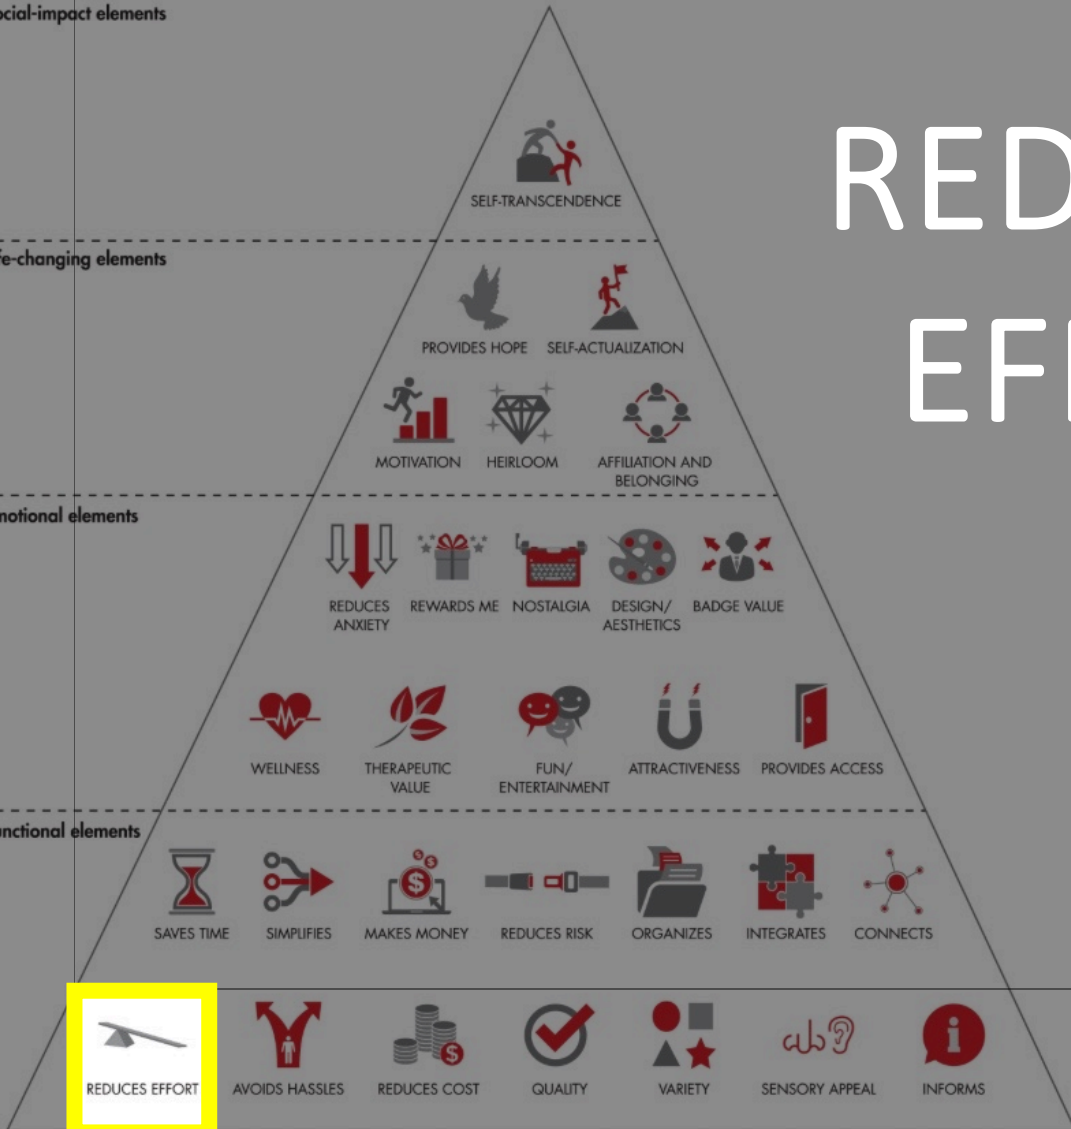 ocial-impact elements
RED
EF
SELF-TRANSCENDENCE
fe-changing elements
PROVIDES HOPE SELF-ACTUALIZATION
MOTIVATION HEIRLOOM AFFILIATION AND
BELONGING
motional elements
REDUCES REWARDS ME NOSTALGIA DESIGN/ BADGE VALUE
ANXIETY AESTHETICS
WELLNESS THERAPEUTIC FUN/ ATTRACTIVENESS PROVIDES ACCESS
VALUE ENTERTAINMENT
unctional elements
SAVES TIME SIMPLIFIES MAKES MONEY REDUCES RISK ORGANIZES INTEGRATES CONNECTS
REDUCES EFFORT AVOIDS HASSLES REDUCES COST QUALITY VARIETY SENSORY APPEAL INFORMS